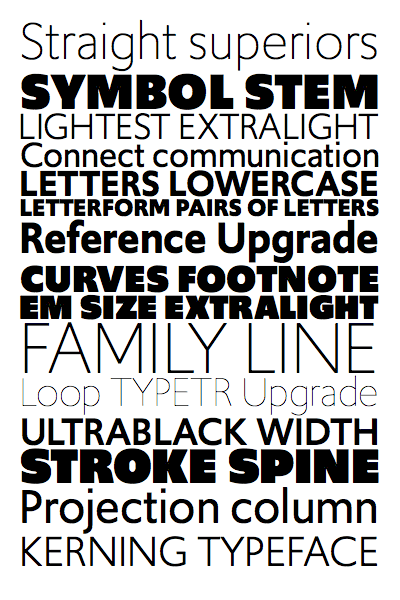 Straight superiors
SYMBOL STEM
LIGHTEST EXTRALIGHT
Connect communication
LETTERS LOWERCASE
LETTERFORM PAIRS OF LETTERS
Reference Upgrade
CURVES FOOTNOTE
EM SIZE EXTRALIGHT
FAMILY LINE
Loop TYPETR Upgrade
ULTRABLACK WIDTH
STROKE SPINE
Projection column
KERNING TYPEFACE